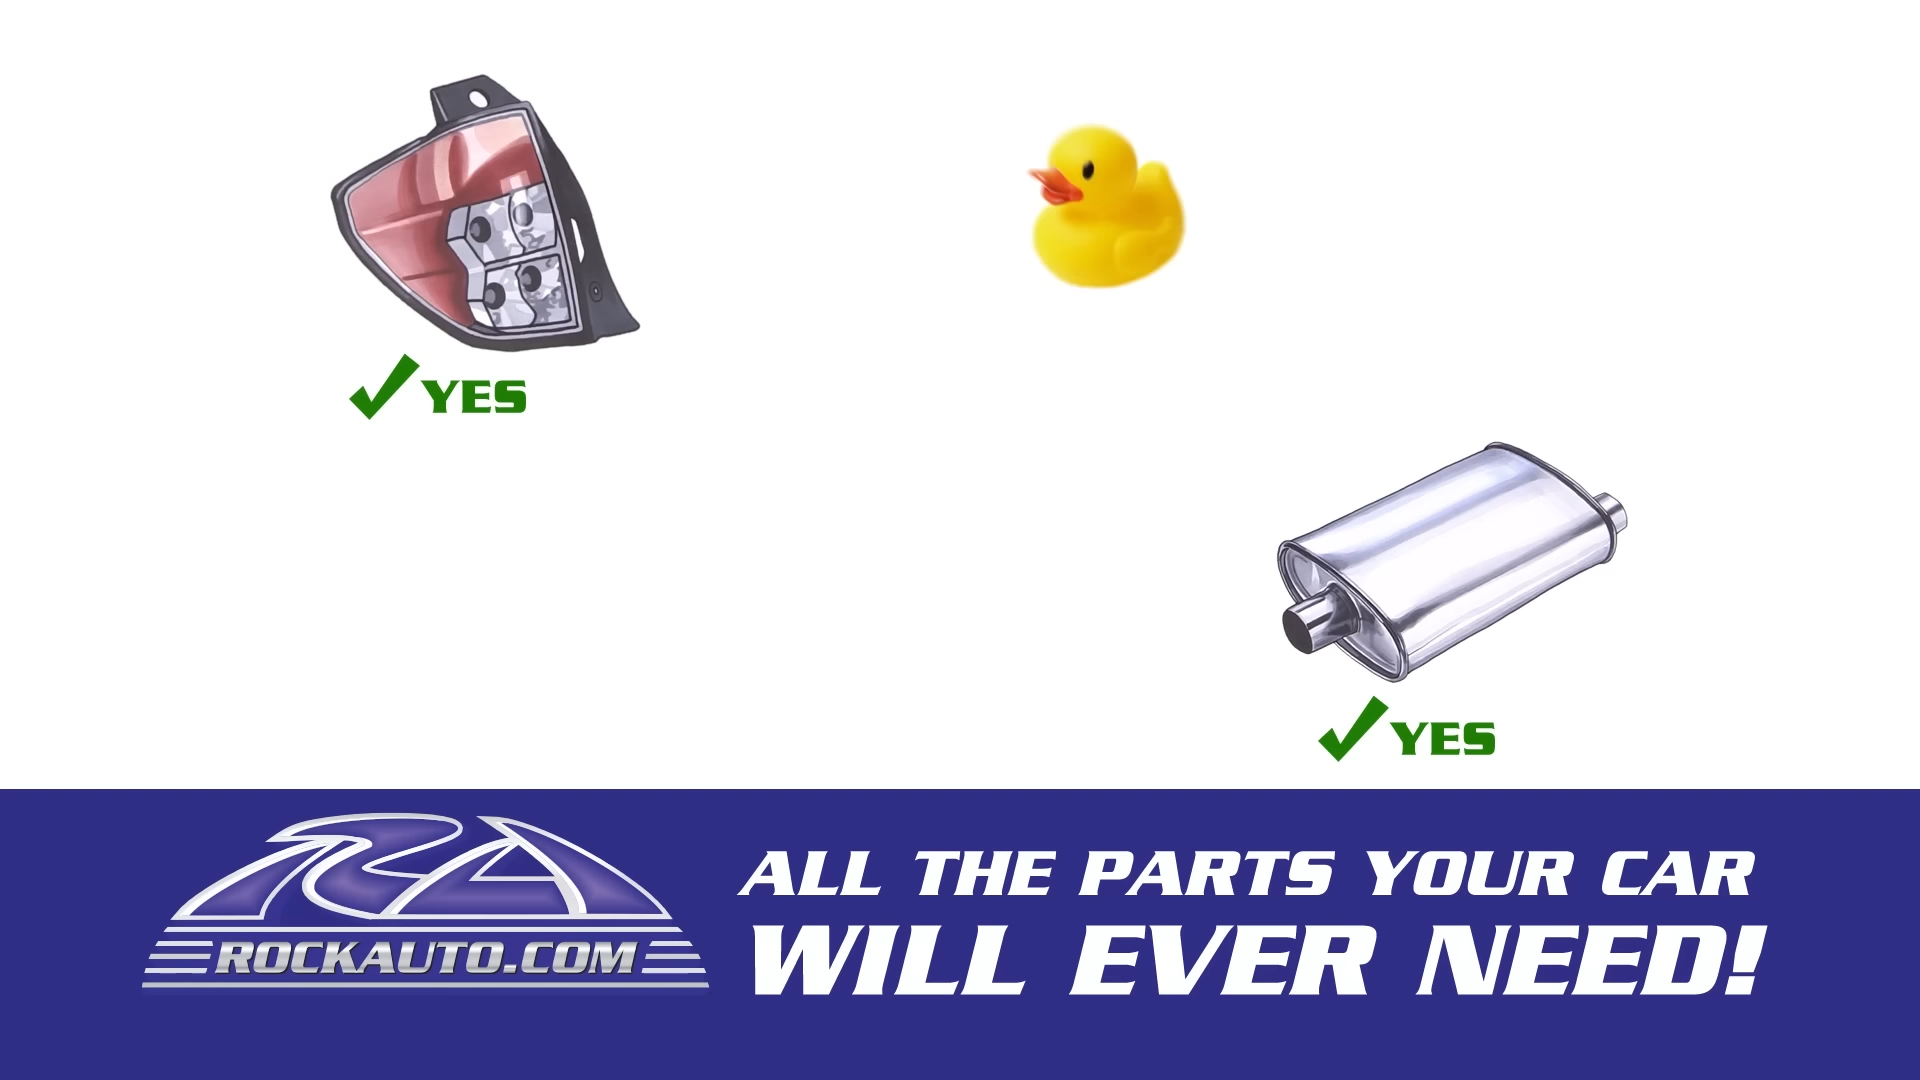 YES
YES
ROCKAUTO.COM
ALL THE PARTS YOUR CAR
WILL EVER NEED!